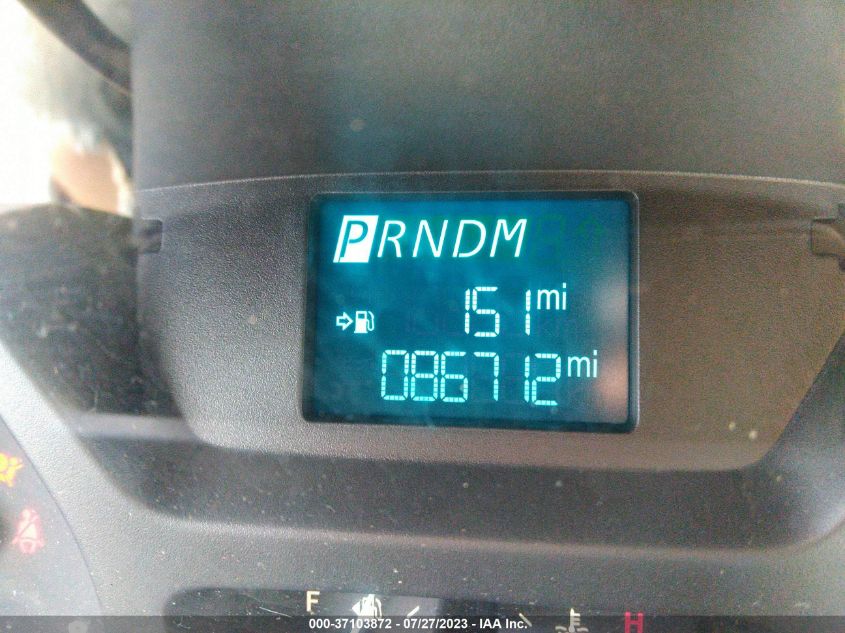 PRNDM
151 mi
086712 mi
F H
000-37103872 - 07/27/2023 - IAA Inc.